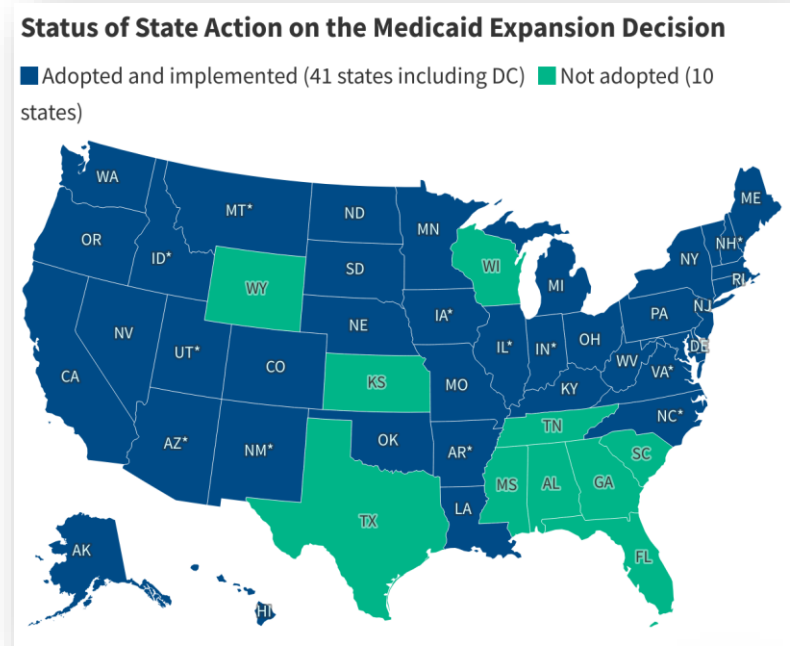 Status of State Action on the Medicaid Expansion Decision
Adopted and implemented (41 states including DC) Not adopted (10
states)
WA
ME
MT*
ND
MN
OR
NH*
ID*
SD
WI
NY
WY
MI
RI
IA*
PA
NJ
NE
NV
OH
DE
IL*
IN*
UT*
WV
CO
VA*
CA
KS
MO
KY
NC*
TN
OK
AZ*
NM*
AR*
SC
MS
AL
GA
LA
TX
AK
FL
HI